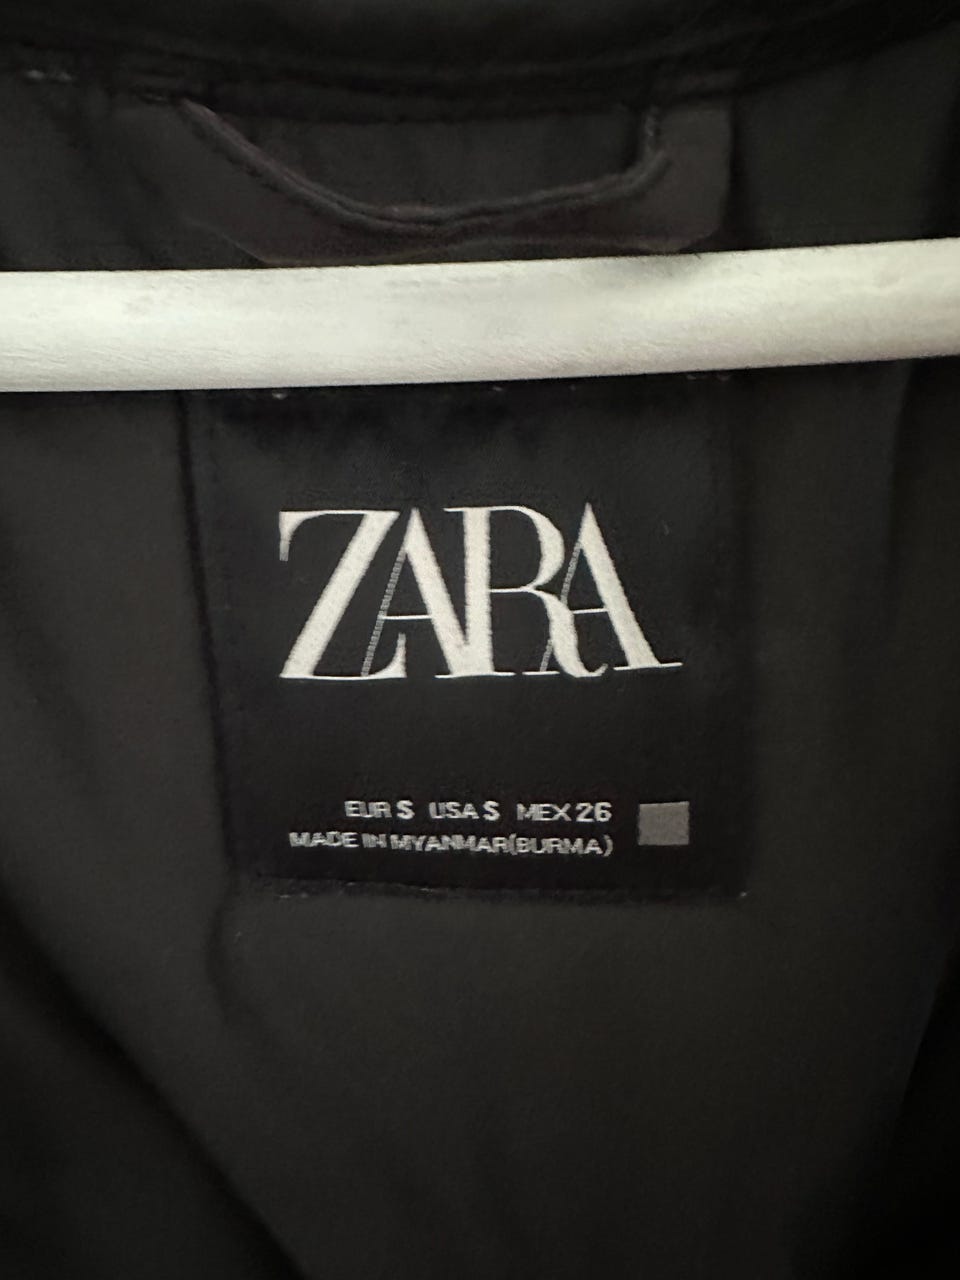 ZARA
EUR S USA S MEX 26
MADE IN MYANMAR(BURMA)